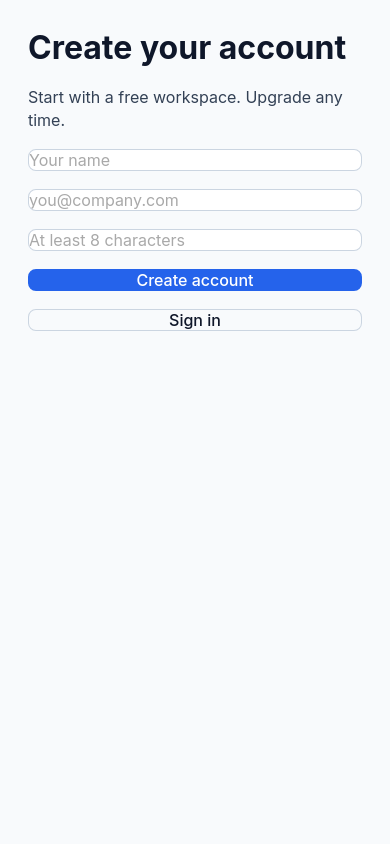 Create your account
Start with a free workspace. Upgrade any
time.
Your name
you@company.com
At least 8 characters
Create account
Sign in